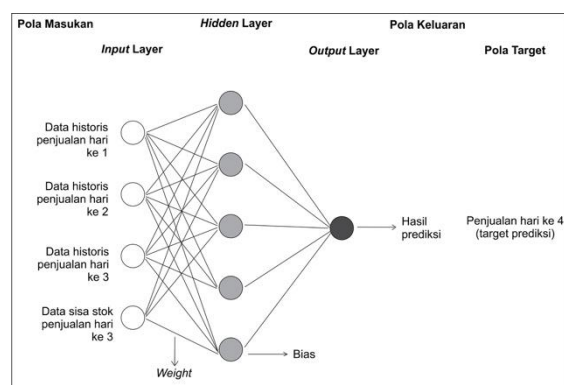 Pola Masukan
Hidden Layer
Pola Keluaran
Input Layer
Output Layer
Pola Target
Data historis
penjualan hari
ke 1
Data historis
penjualan hari
ke 2
Data historis
penjualan hari
ke 3
Data sisa stok
penjualan hari
ke 3
Weight
Bias
Hasil
prediksi
Penjualan hari ke 4
(target prediksi)